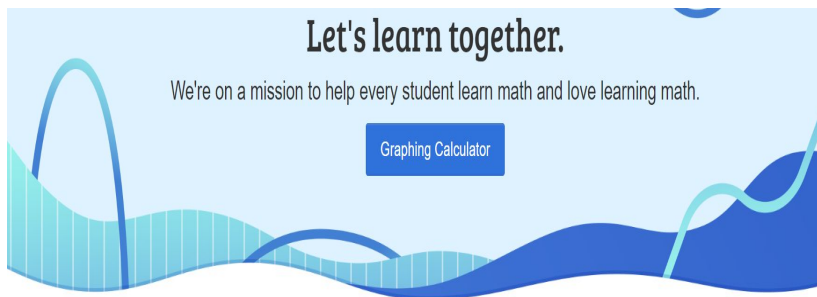 Let's learn together.
We're on a mission to help every student learn math and love learning math.
Graphing Calculator